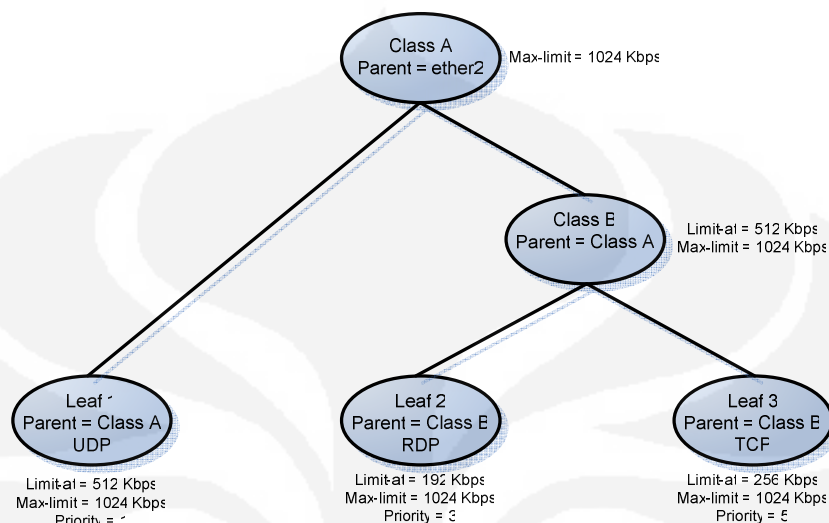 Class A
Parent = ether2
Max-limit = 1024 Kbps
Class B
Parent = Class A
Limit-at = 512 Kbps
Max-limit = 1024 Kbps
Leaf 1
Parent = Class A
UDP
Limit-at = 512 Kbps
Max-limit = 1024 Kbps
Priority = 1
Leaf 2
Parent = Class B
RDP
Limit-at = 192 Kbps
Max-limit = 1024 Kbps
Priority = 3
Leaf 3
Parent = Class B
TCP
Limit-at = 256 Kbps
Max-limit = 1024 Kbps
Priority = 5